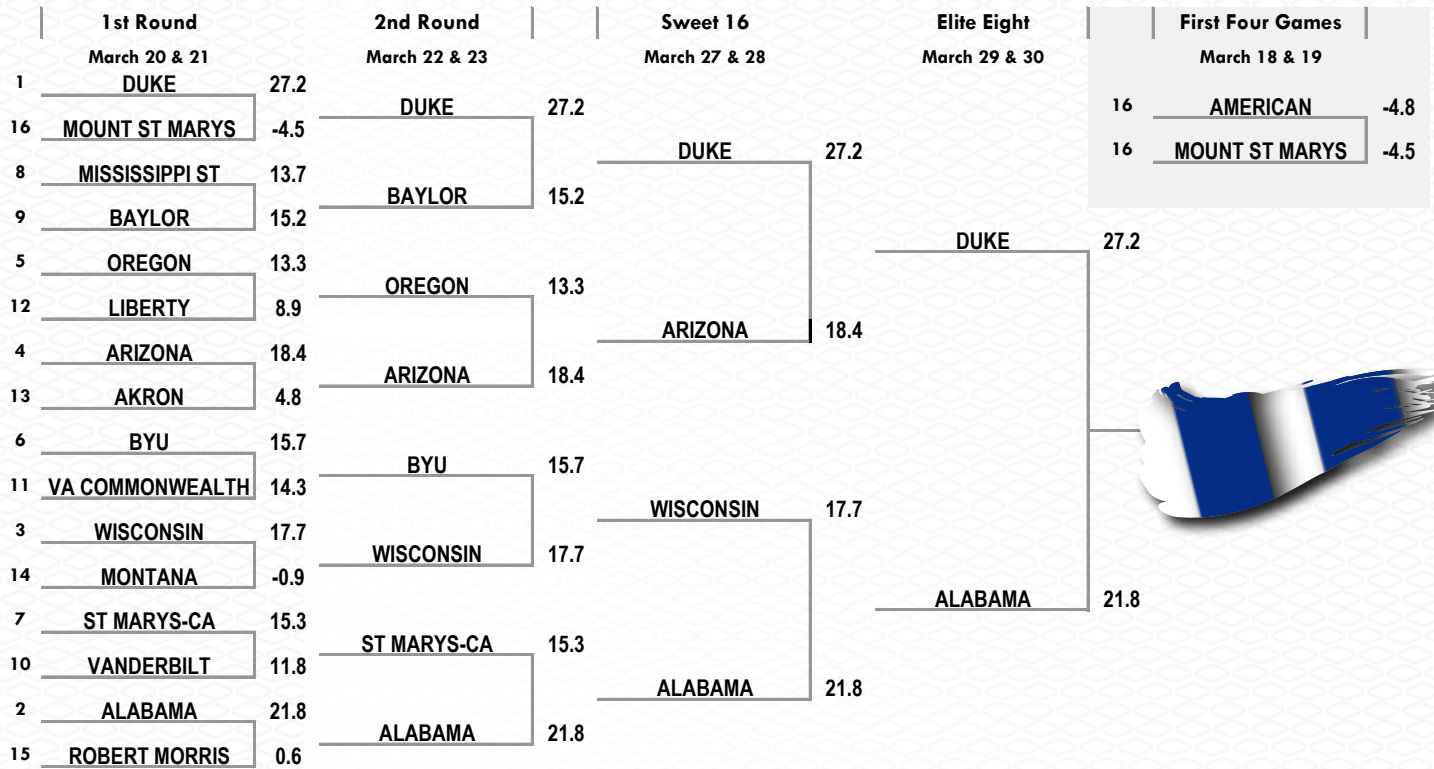 1st Round
March 20 & 21
2nd Round
March 22 & 23
Sweet 16
March 27 & 28
Elite Eight
March 29 & 30
First Four Games
March 18 & 19
1 DUKE 27.2
16 MOUNT ST MARYS -4.5
8 MISSISSIPPI ST 13.7
9 BAYLOR 15.2
5 OREGON 13.3
12 LIBERTY 8.9
4 ARIZONA 18.4
13 AKRON 4.8
6 BYU 15.7
11 VA COMMONWEALTH 14.3
3 WISCONSIN 17.7
14 MONTANA -0.9
7 ST MARYS-CA 15.3
10 VANDERBILT 11.8
2 ALABAMA 21.8
15 ROBERT MORRIS 0.6
DUKE 27.2
BAYLOR 15.2
OREGON 13.3
ARIZONA 18.4
BYU 15.7
WISCONSIN 17.7
ST MARYS-CA 15.3
ALABAMA 21.8
DUKE 27.2
ARIZONA 18.4
WISCONSIN 17.7
ALABAMA 21.8
DUKE 27.2
ALABAMA 21.8
16 AMERICAN -4.8
16 MOUNT ST MARYS -4.5